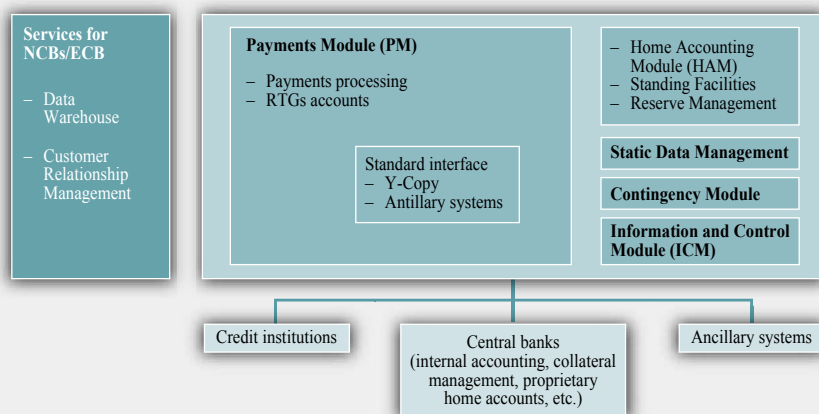 Services for
NCBs/ECB
– Data
Warehouse
– Customer
Relationship
Management
Payments Module (PM)
– Payments processing
– RTGs accounts
Standard interface
– Y-Copy
– Antillary systems
– Home Accounting
Module (HAM)
– Standing Facilities
– Reserve Management
Static Data Management
Contingency Module
Information and Control
Module (ICM)
Credit institutions
Central banks
(internal accounting, collateral
management, proprietary
home accounts, etc.)
Ancillary systems